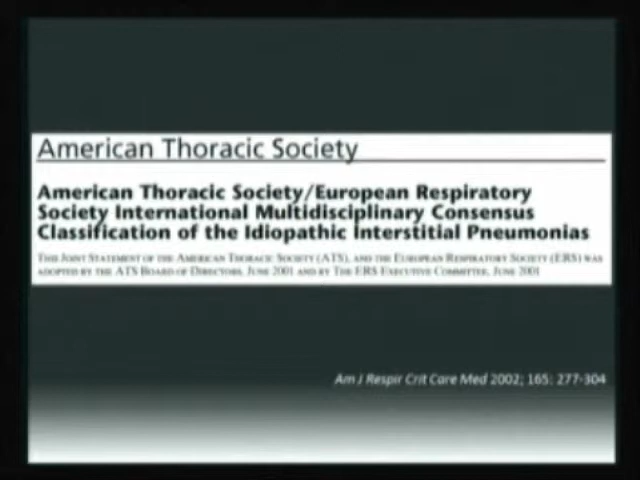 American Thoracic Society
American Thoracic Society/European Respiratory
Society International Multidisciplinary Consensus
Classification of the Idiopathic Interstitial Pneumonias
This Joint Statement of the American Thoracic Society (ATS), and the European Respiratory Society (ERS) was
adopted by the ATS Board of Directors, June 2001 and by The ERS Executive Committee, June 2001
Am J Respir Crit Care Med 2002; 165: 277-304